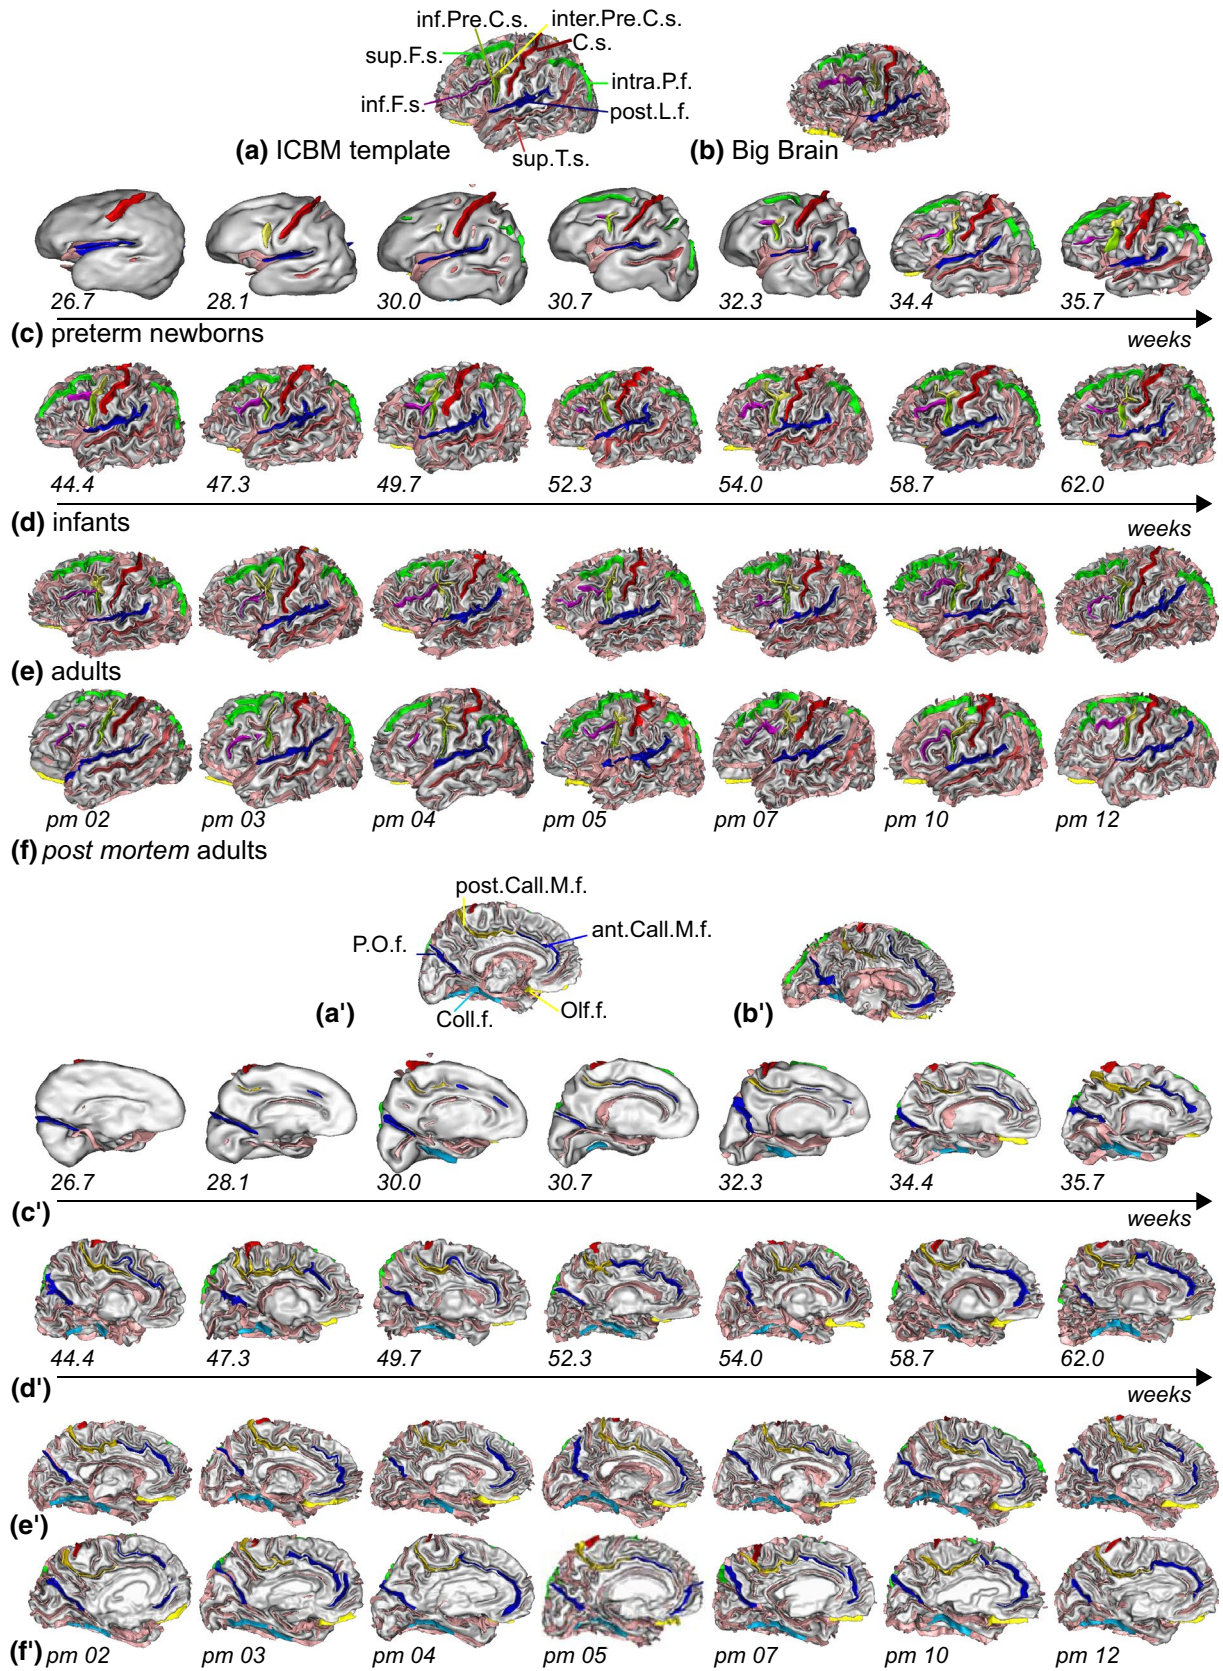 inf.Pre.C.s. inter.Pre.C.s.
sup.F.s. C.s.
intra.P.f.
inf.F.s. post.L.f.
(a) ICBM template (b) Big Brain
sup.T.s.
26.7 28.1 30.0 30.7 32.3 34.4 35.7
(c) preterm newborns weeks
44.4 47.3 49.7 52.3 54.0 58.7 62.0
(d) infants weeks
(e) adults
pm 02 pm 03 pm 04 pm 05 pm 07 pm 10 pm 12
(f) post mortem adults
post.Call.M.f.
P.O.f. ant.Call.M.f.
(a') Coll.f. Olf.f. (b')
26.7 28.1 30.0 30.7 32.3 34.4 35.7
(c') weeks
44.4 47.3 49.7 52.3 54.0 58.7 62.0
(d') weeks
(e')
(f') pm 02 pm 03 pm 04 pm 05 pm 07 pm 10 pm 12